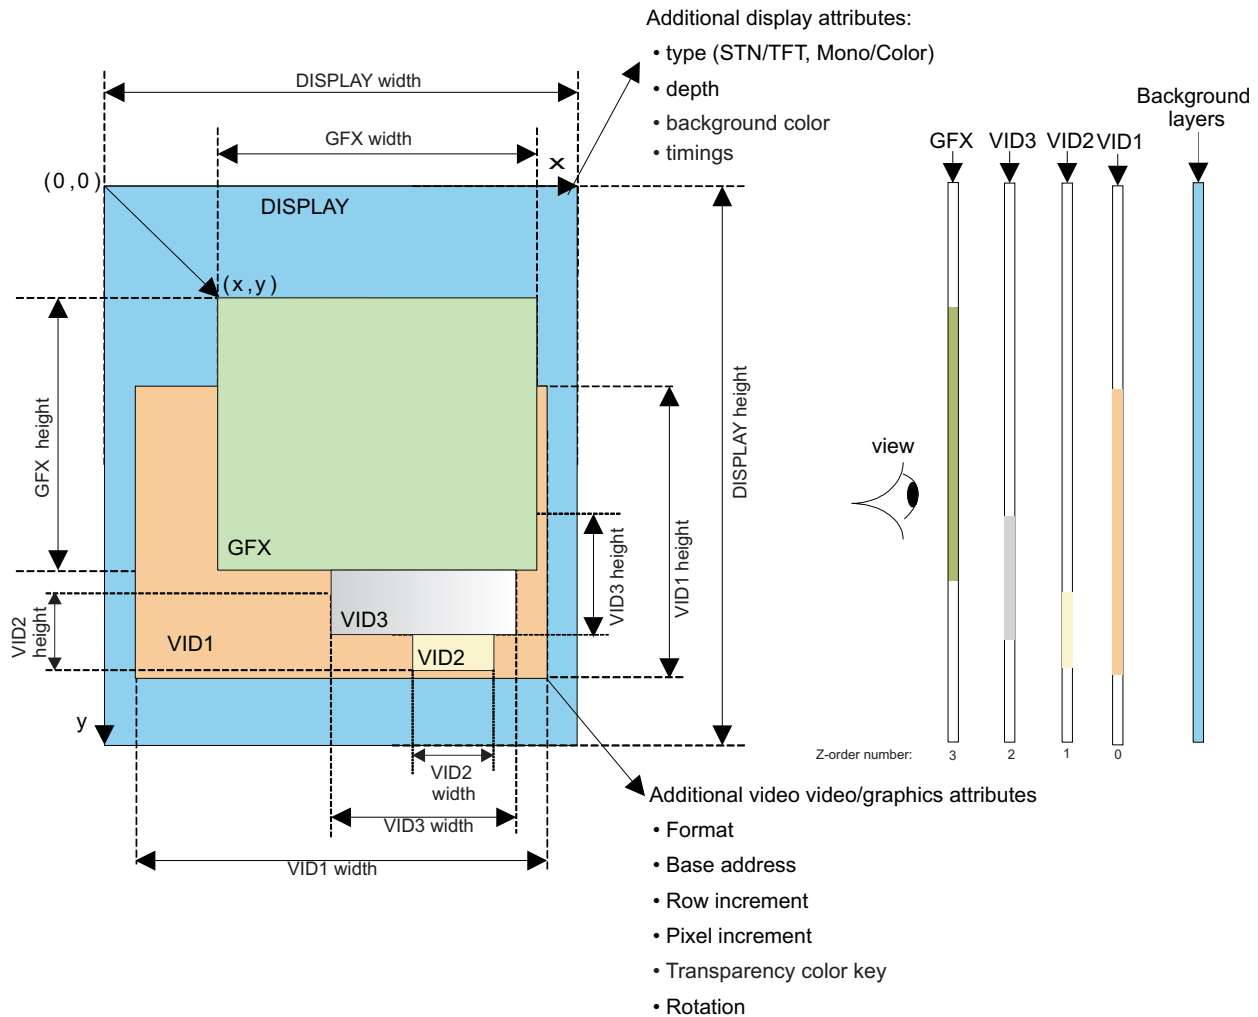 Additional display attributes:
• type (STN/TFT, Mono/Color)
• depth
• background color
• timings
DISPLAY width
GFX width
x
(0,0)
DISPLAY
(x,y)
GFX height
DISPLAY height
GFX
VID3 height
VID1 height
VID2 height
VID3
VID1
VID2
y
VID2 width
VID3 width
VID1 width
Background
layers
GFX
VID3
VID2
VID1
view
Z-order number:
3
2
1
0
Additional video video/graphics attributes
• Format
• Base address
• Row increment
• Pixel increment
• Transparency color key
• Rotation